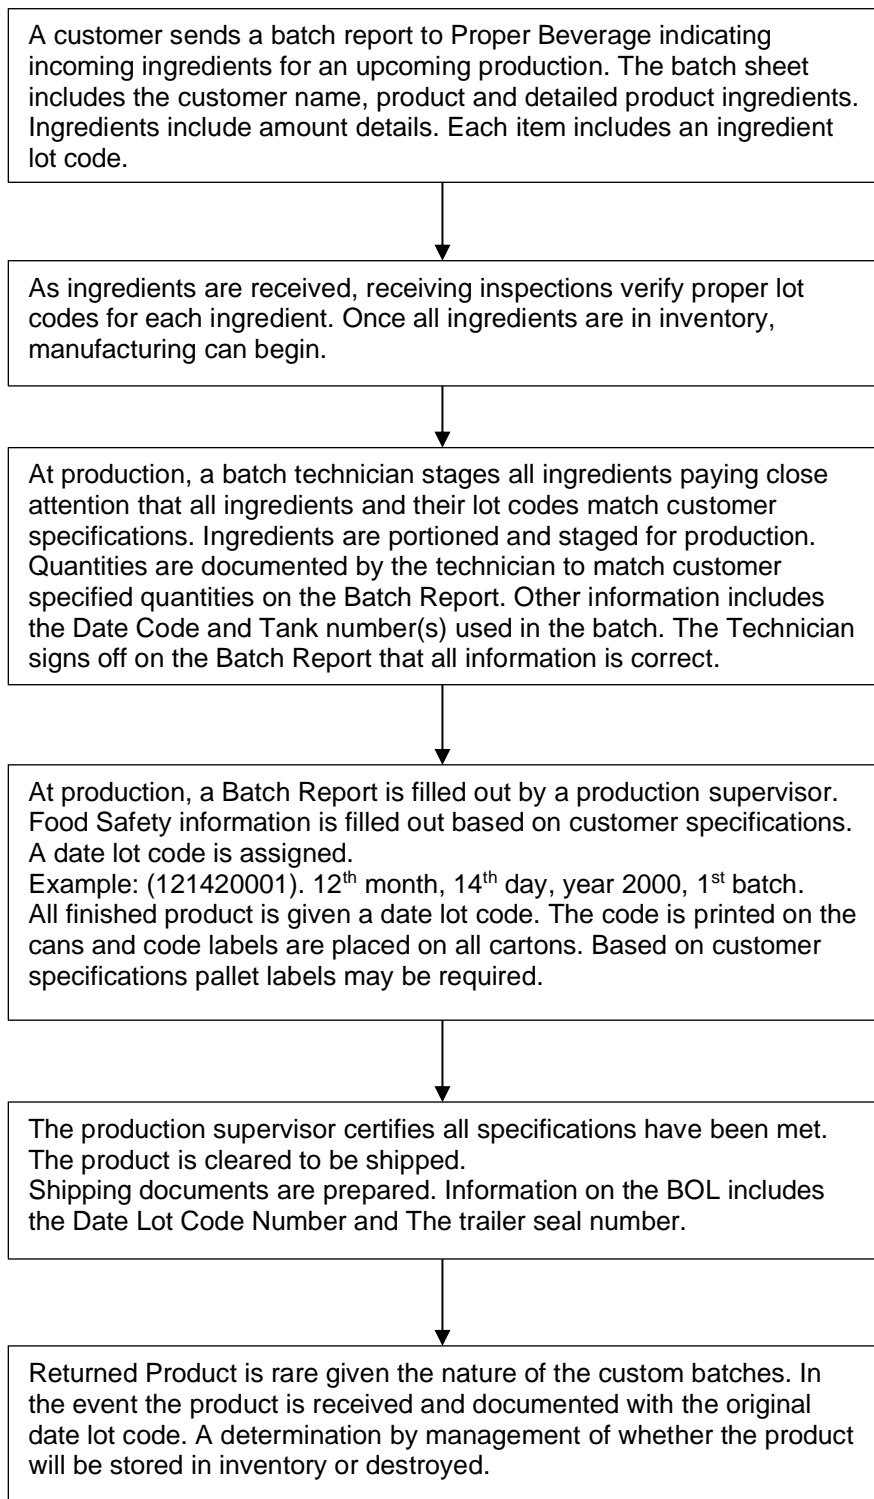 A customer sends a batch report to Proper Beverage indicating
incoming ingredients for an upcoming production. The batch sheet
includes the customer name, product and detailed product ingredients.
Ingredients include amount details. Each item includes an ingredient
lot code.
As ingredients are received, receiving inspections verify proper lot
codes for each ingredient. Once all ingredients are in inventory,
manufacturing can begin.
At production, a batch technician stages all ingredients paying close
attention that all ingredients and their lot codes match customer
specifications. Ingredients are portioned and staged for production.
Quantities are documented by the technician to match customer
specified quantities on the Batch Report. Other information includes
the Date Code and Tank number(s) used in the batch. The Technician
signs off on the Batch Report that all information is correct.
At production, a Batch Report is filled out by a production supervisor.
Food Safety information is filled out based on customer specifications.
A date lot code is assigned.
Example: (121420001). 12th month, 14th day, year 2000, 1st batch.
All finished product is given a date lot code. The code is printed on the
cans and code labels are placed on all cartons. Based on customer
specifications pallet labels may be required.
The production supervisor certifies all specifications have been met.
The product is cleared to be shipped.
Shipping documents are prepared. Information on the BOL includes
the Date Lot Code Number and The trailer seal number.
Returned Product is rare given the nature of the custom batches. In
the event the product is received and documented with the original
date lot code. A determination by management of whether the product
will be stored in inventory or destroyed.